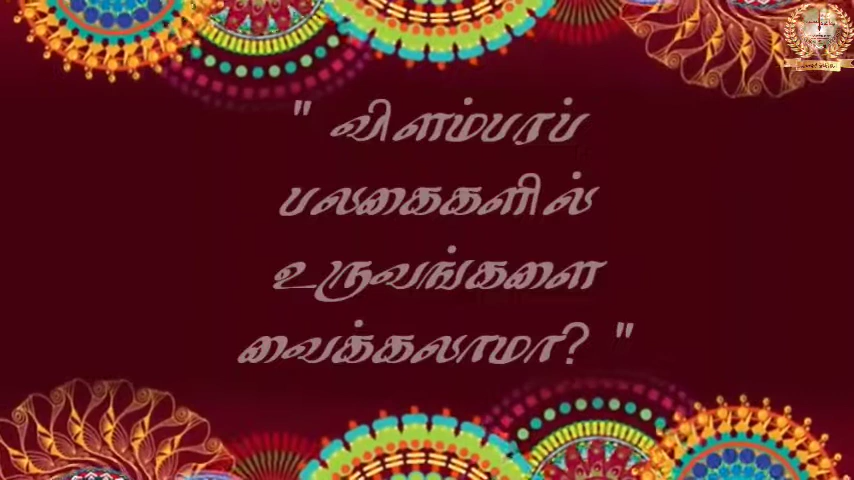 " விளம்பரப்
பலகைகளில்
உருவங்களை
வைக்கலாமா? "